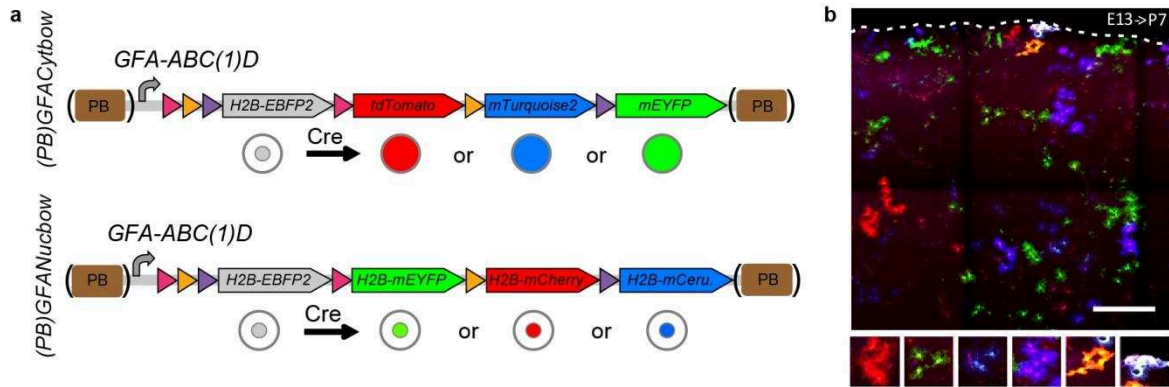 a
(PB)GFACytbow
GFA-ABC(1)D
(PB) H2B-EBFP2 tdTomato mTurquoise2 mEYFP (PB)
Cre or or
(PB)GFANucbow
GFA-ABC(1)D
(PB) H2B-EBFP2 H2B-mEYFP H2B-mCherry H2B-mCeru. (PB)
Cre or or
b
E13->P7